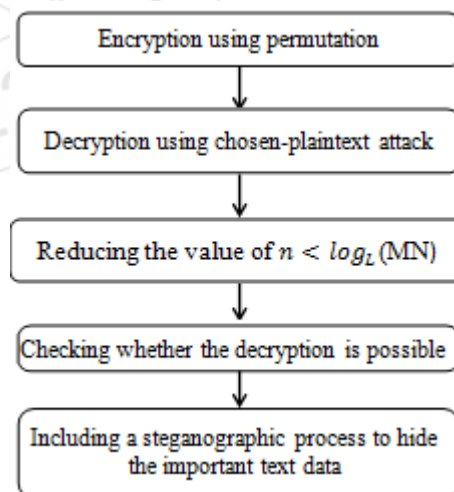 Encryption using permutation
Decryption using chosen-plaintext attack
Reducing the value of n < log_L(MN)
Checking whether the decryption is possible
Including a steganographic process to hide
the important text data